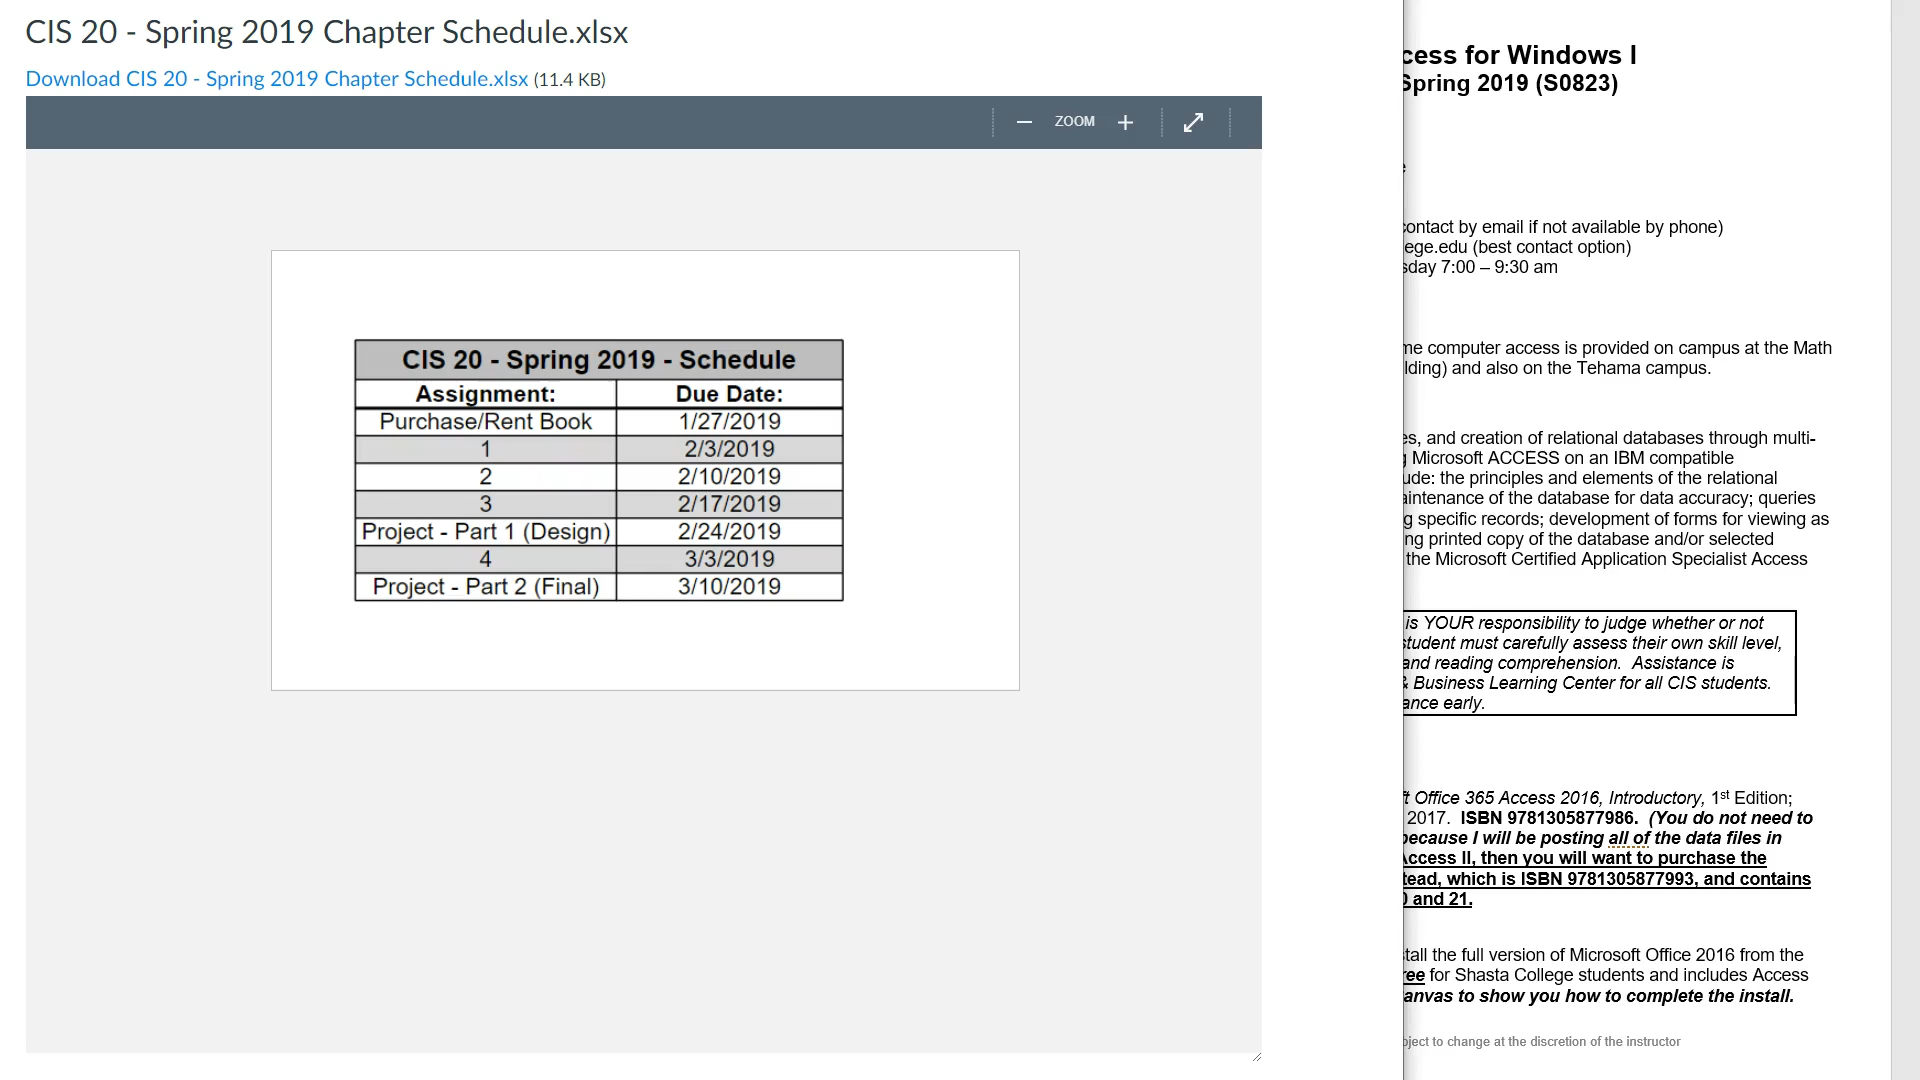 CIS 20 - Spring 2019 Chapter Schedule.xlsx
Download CIS 20 - Spring 2019 Chapter Schedule.xlsx (11.4 KB)
ZOOM
CIS 20 - Spring 2019 - Schedule
Assignment: Due Date:
Purchase/Rent Book 1/27/2019
1 2/3/2019
2 2/10/2019
3 2/17/2019
Project - Part 1 (Design) 2/24/2019
4 3/3/2019
Project - Part 2 (Final) 3/10/2019
cess for Windows I
Spring 2019 (S0823)
contact by email if not available by phone)
ege.edu (best contact option)
sday 7:00 – 9:30 am
me computer access is provided on campus at the Math
lding) and also on the Tehama campus.
es, and creation of relational databases through multi-
Microsoft ACCESS on an IBM compatible
ude: the principles and elements of the relational
aintenance of the database for data accuracy; queries
g specific records; development of forms for viewing as
ng printed copy of the database and/or selected
the Microsoft Certified Application Specialist Access
is YOUR responsibility to judge whether or not
student must carefully assess their own skill level,
and reading comprehension. Assistance is
& Business Learning Center for all CIS students.
ance early.
t Office 365 Access 2016, Introductory, 1st Edition;
2017. ISBN 9781305877986. (You do not need to
because I will be posting all of the data files in
Access II, then you will want to purchase the
tead, which is ISBN 9781305877993, and contains
and 21.
tall the full version of Microsoft Office 2016 from the
ree for Shasta College students and includes Access
anvas to show you how to complete the install.
bject to change at the discretion of the instructor